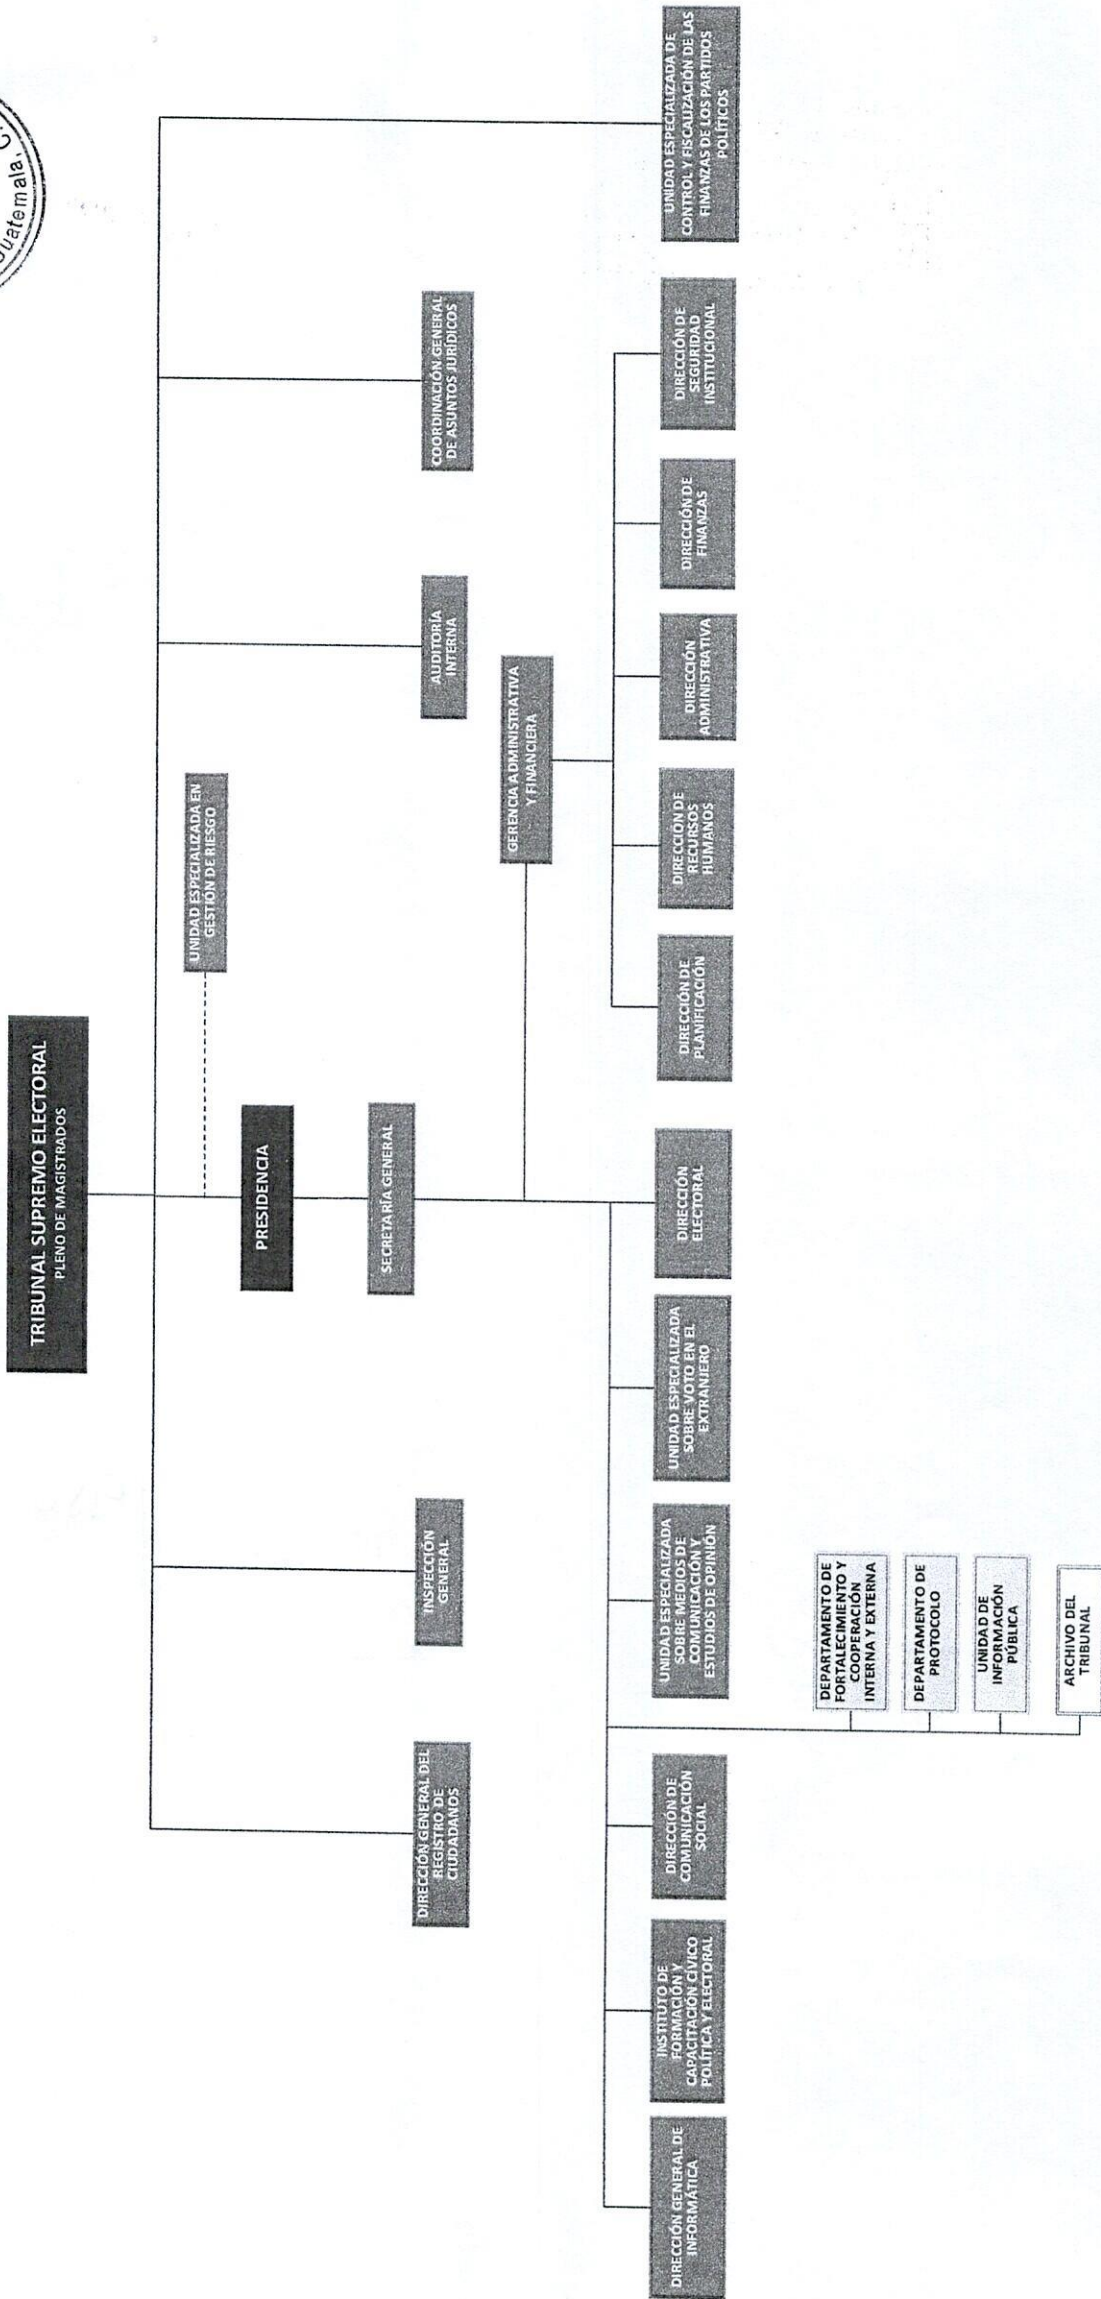 Guatemala, C.
TRIBUNAL SUPREMO ELECTORAL
PLENO DE MAGISTRADOS
UNIDAD ESPECIALIZADA EN
GESTIÓN DE RIESGO
PRESIDENCIA
SECRETARÍA GENERAL
DIRECCIÓN GENERAL DEL
REGISTRO DE
CIUDADANOS
INSPECCIÓN
GENERAL
AUDITORÍA
INTERNA
COORDINACIÓN GENERAL
DE ASUNTOS JURÍDICOS
GERENCIA ADMINISTRATIVA
Y FINANCIERA
DIRECCIÓN GENERAL DE
INFORMÁTICA
INSTITUTO DE
FORMACIÓN Y
CAPACITACIÓN CÍVICO
POLÍTICA Y ELECTORAL
DIRECCIÓN DE
COMUNICACIÓN
SOCIAL
UNIDAD ESPECIALIZADA
SOBRE MEDIOS DE
COMUNICACIÓN Y
ESTUDIOS DE OPINIÓN
UNIDAD ESPECIALIZADA
SOBRE VOTO EN EL
EXTRANJERO
DIRECCIÓN
ELECTORAL
DIRECCIÓN DE
PLANIFICACIÓN
DIRECCIÓN DE
RECURSOS
HUMANOS
DIRECCIÓN
ADMINISTRATIVA
DIRECCIÓN DE
FINANZAS
DIRECCIÓN DE
SEGURIDAD
INSTITUCIONAL
UNIDAD ESPECIALIZADA DE
CONTROL Y FISCALIZACIÓN DE LAS
FINANZAS DE LOS PARTIDOS
POLÍTICOS
DEPARTAMENTO DE
FORTALECIMIENTO Y
COOPERACIÓN
INTERNA Y EXTERNA
DEPARTAMENTO DE
PROTOCOLO
UNIDAD DE
INFORMACIÓN
PÚBLICA
ARCHIVO DEL
TRIBUNAL